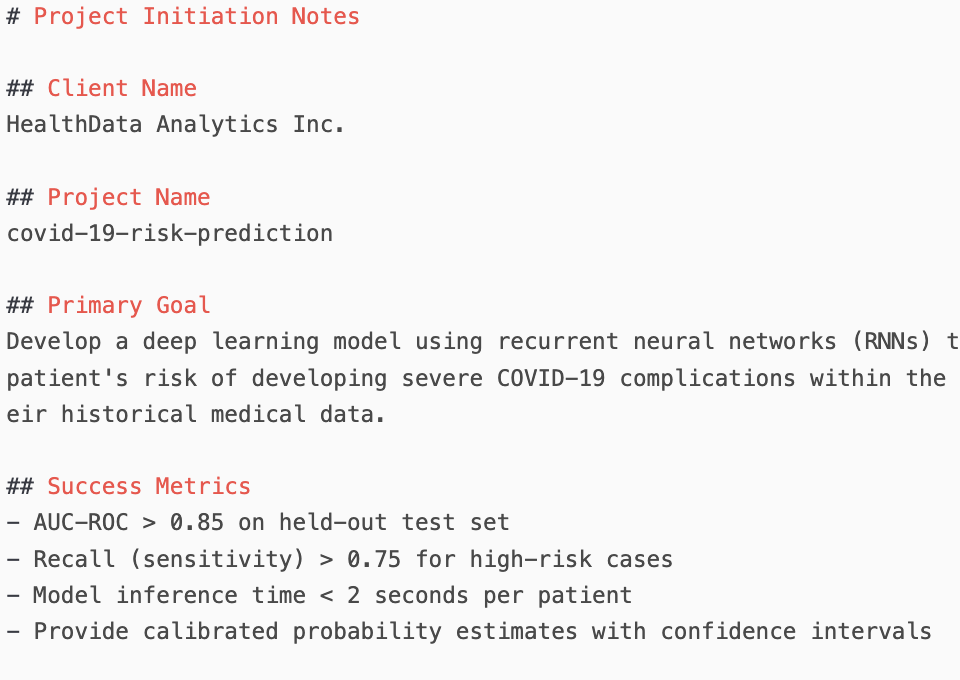 # Project Initiation Notes
## Client Name
HealthData Analytics Inc.
## Project Name
covid-19-risk-prediction
## Primary Goal
Develop a deep learning model using recurrent neural networks (RNNs) t
patient's risk of developing severe COVID-19 complications within the
eir historical medical data.
## Success Metrics
- AUC-ROC > 0.85 on held-out test set
- Recall (sensitivity) > 0.75 for high-risk cases
- Model inference time < 2 seconds per patient
- Provide calibrated probability estimates with confidence intervals